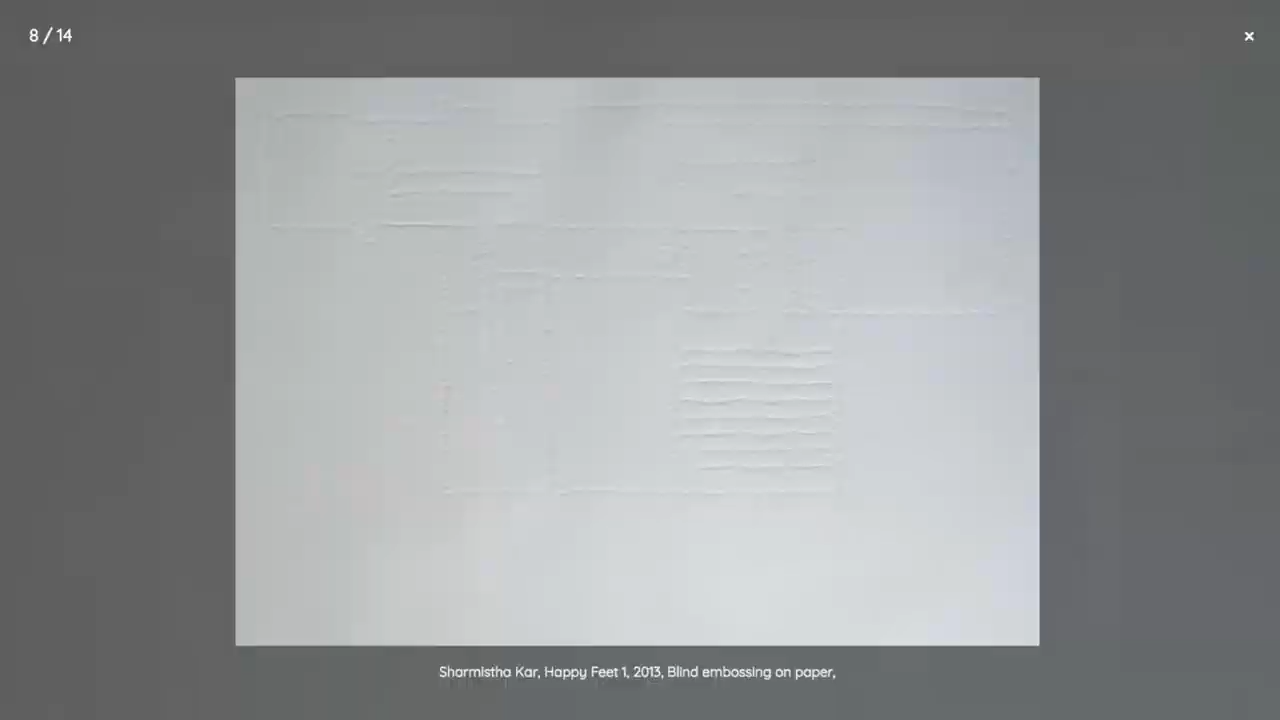 8 / 14
×
Sharmistha Kar, Happy Feet 1, 2013, Blind embossing on paper,